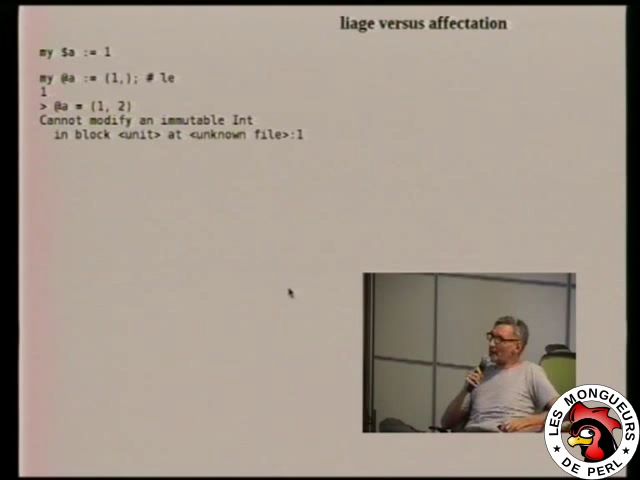 liage versus affectation
my $a := 1
my @a := (1,); # le
1
> @a = (1, 2)
Cannot modify an immutable Int
in block <unit> at <unknown file>:1
LES MONGUEURS
DE PERL